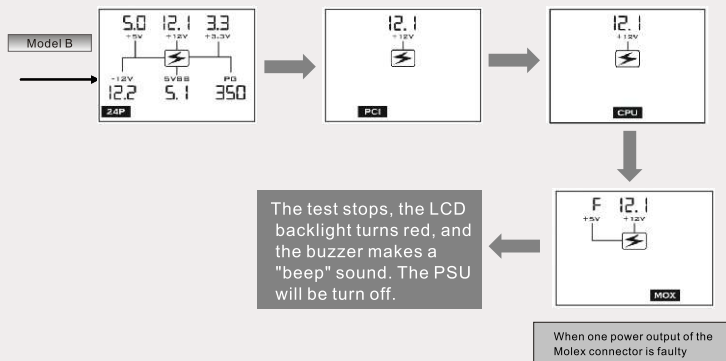 Model B
5.0 12.1 3.3
+5V +12V +3.3V
-12V 5VSB PG
12.2 5.1 350
24P
12.1
+12V
PCI
12.1
+12V
CPU
F 12.1
+5V +12V
MOX
The test stops, the LCD
backlight turns red, and
the buzzer makes a
"beep" sound. The PSU
will be turn off.
When one power output of the
Molex connector is faulty